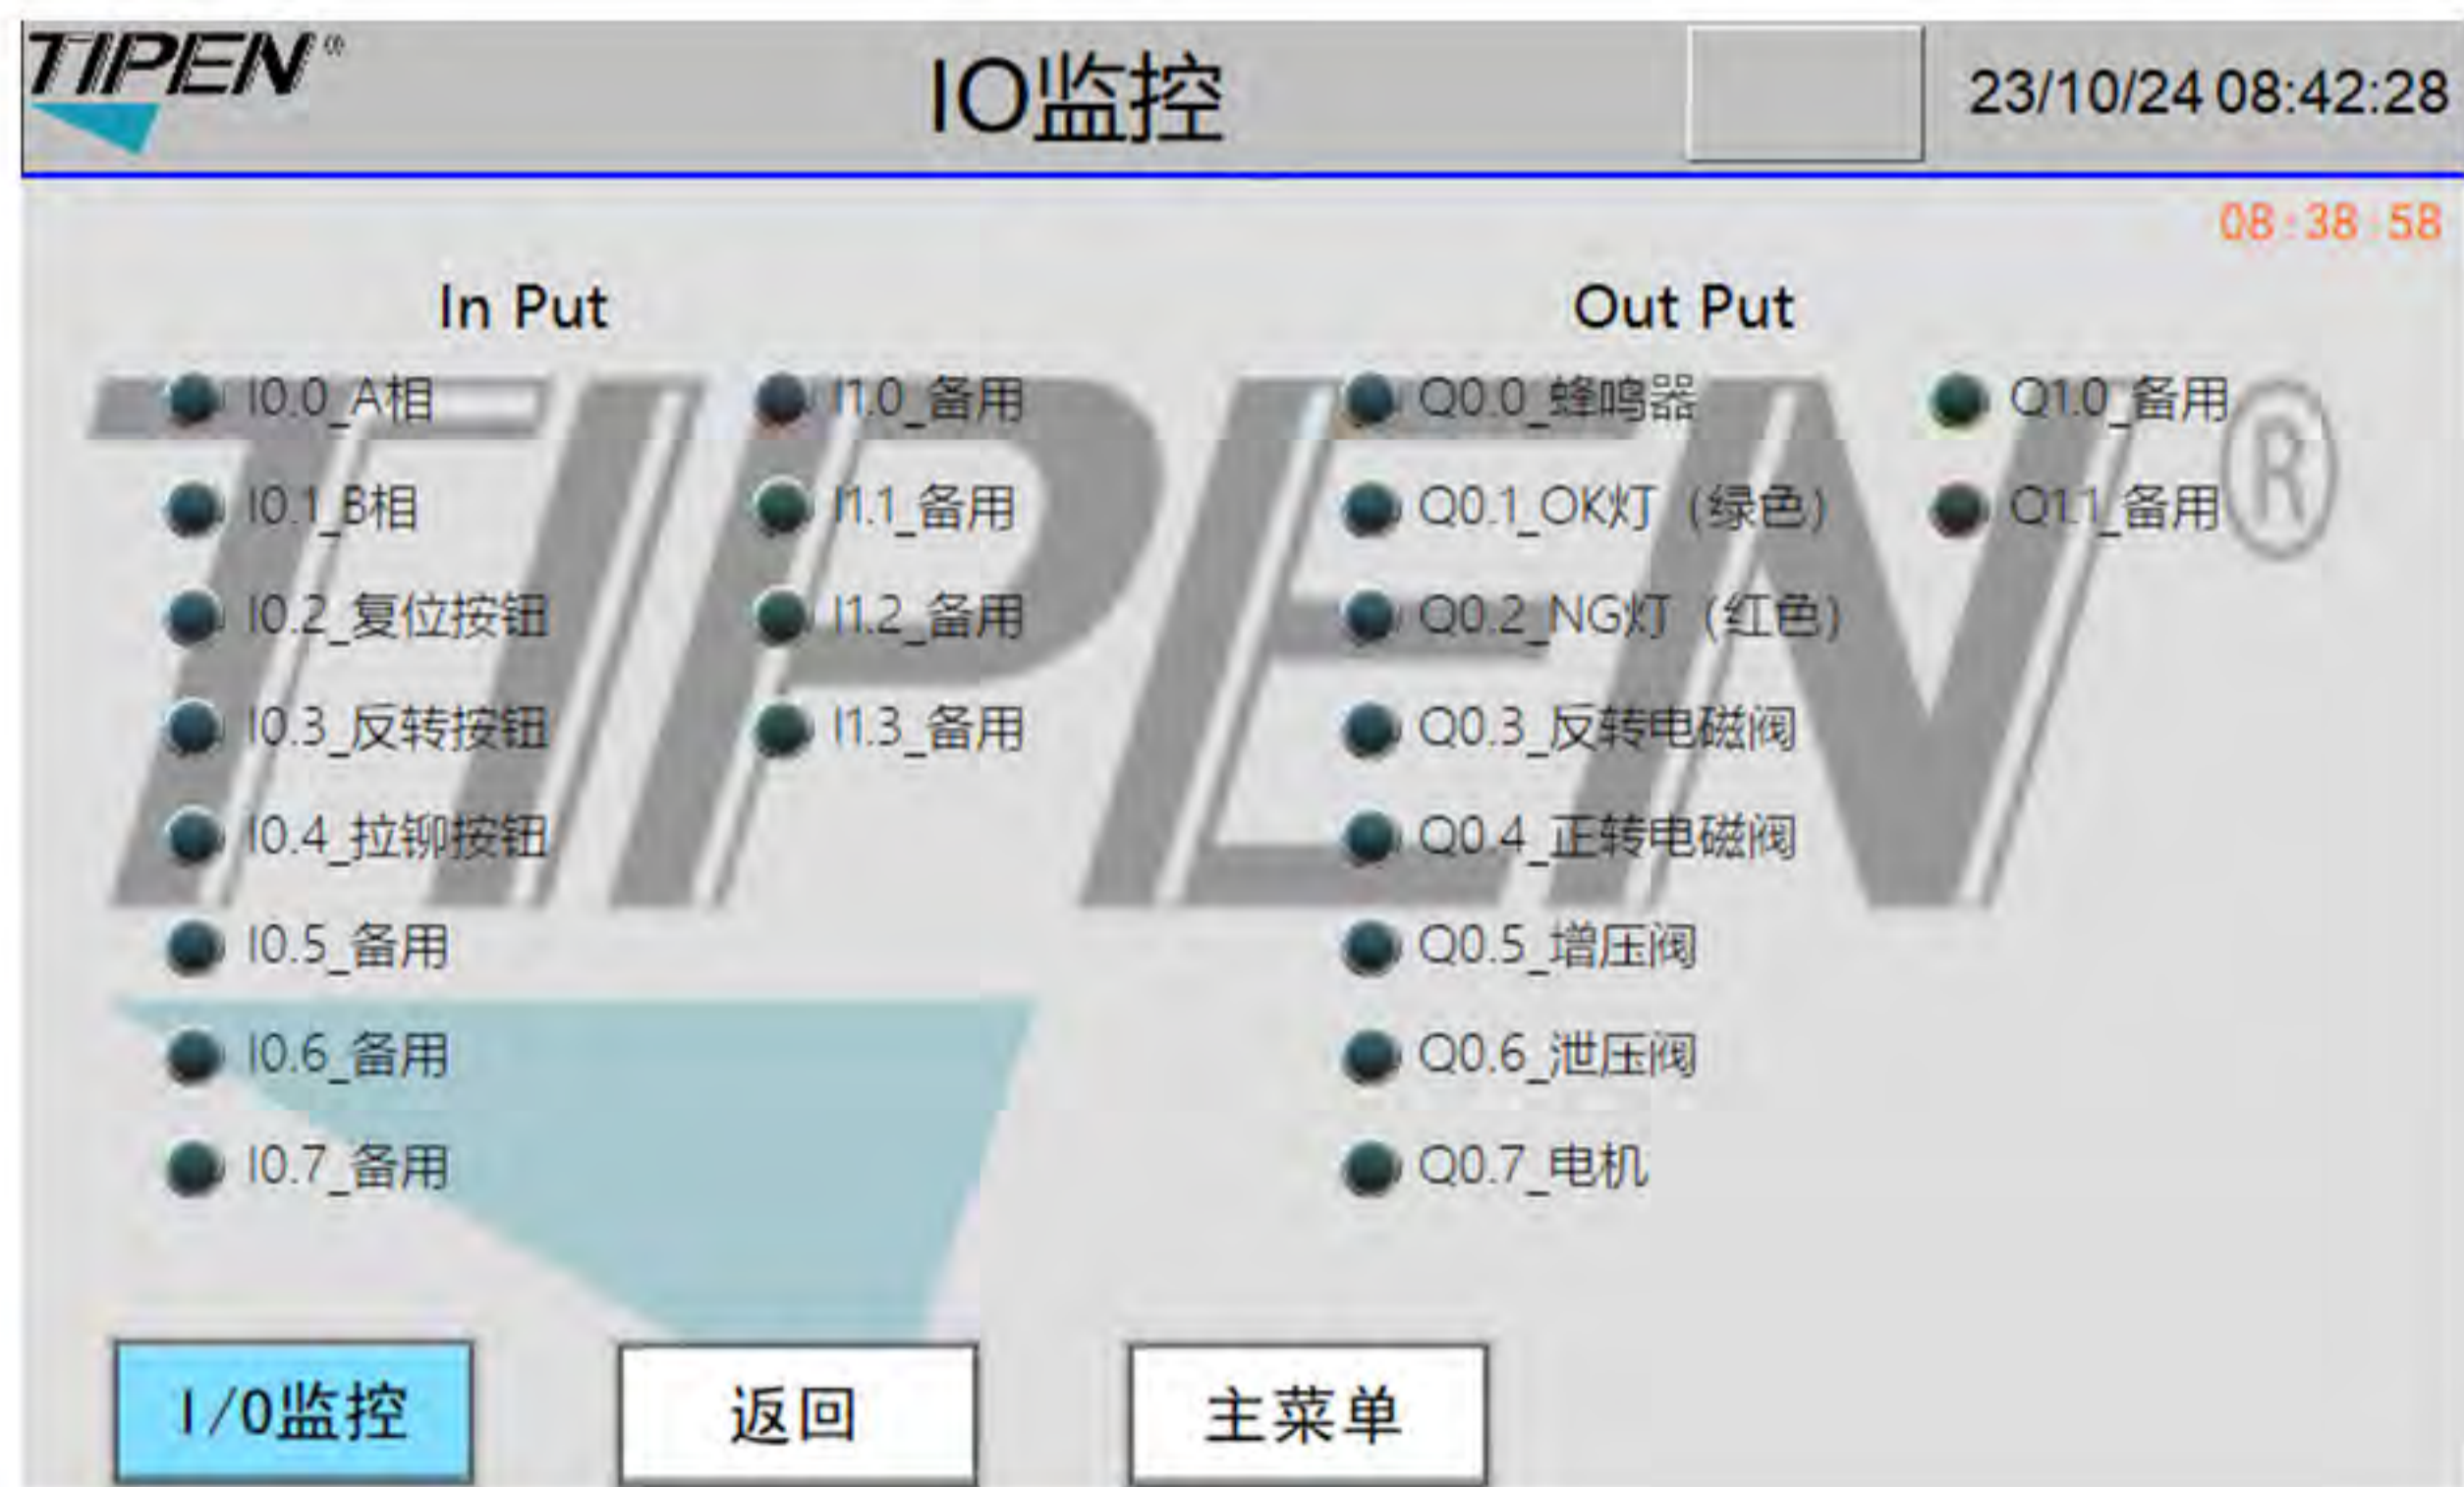 TIPEN®
IO监控
23/10/24 08:42:28
08:38:58
In Put
Out Put
I0.0_A相
I1.0_备用
Q0.0_蜂鸣器
Q1.0_备用
I0.1_B相
I1.1_备用
Q0.1_OK灯（绿色）
Q1.1_备用
I0.2_复位按钮
I1.2_备用
Q0.2_NG灯（红色）
I0.3_反转按钮
I1.3_备用
Q0.3_反转电磁阀
I0.4_拉铆按钮
Q0.4_正转电磁阀
I0.5_备用
Q0.5_增压阀
I0.6_备用
Q0.6_泄压阀
I0.7_备用
Q0.7_电机
TIPEN®
I/O监控
返回
主菜单